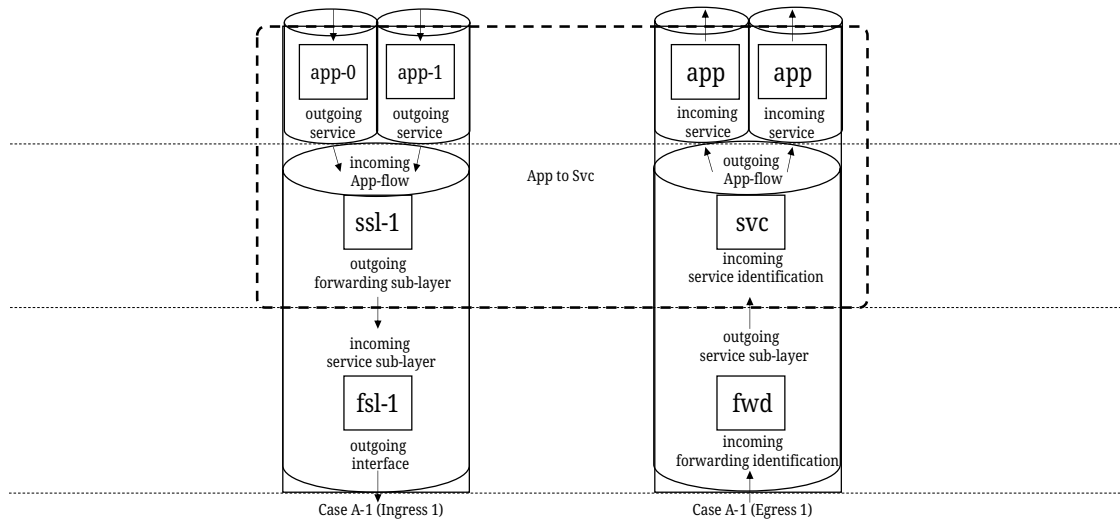 app-0
app-1
app
app
outgoing
service
outgoing
service
incoming
service
incoming
service
incoming
App-flow
App to Svc
outgoing
App-flow
ssl-1
svc
outgoing
forwarding sub-layer
incoming
service identification
incoming
service sub-layer
outgoing
service sub-layer
fsl-1
fwd
outgoing
interface
incoming
forwarding identification
Case A-1 (Ingress 1)
Case A-1 (Egress 1)